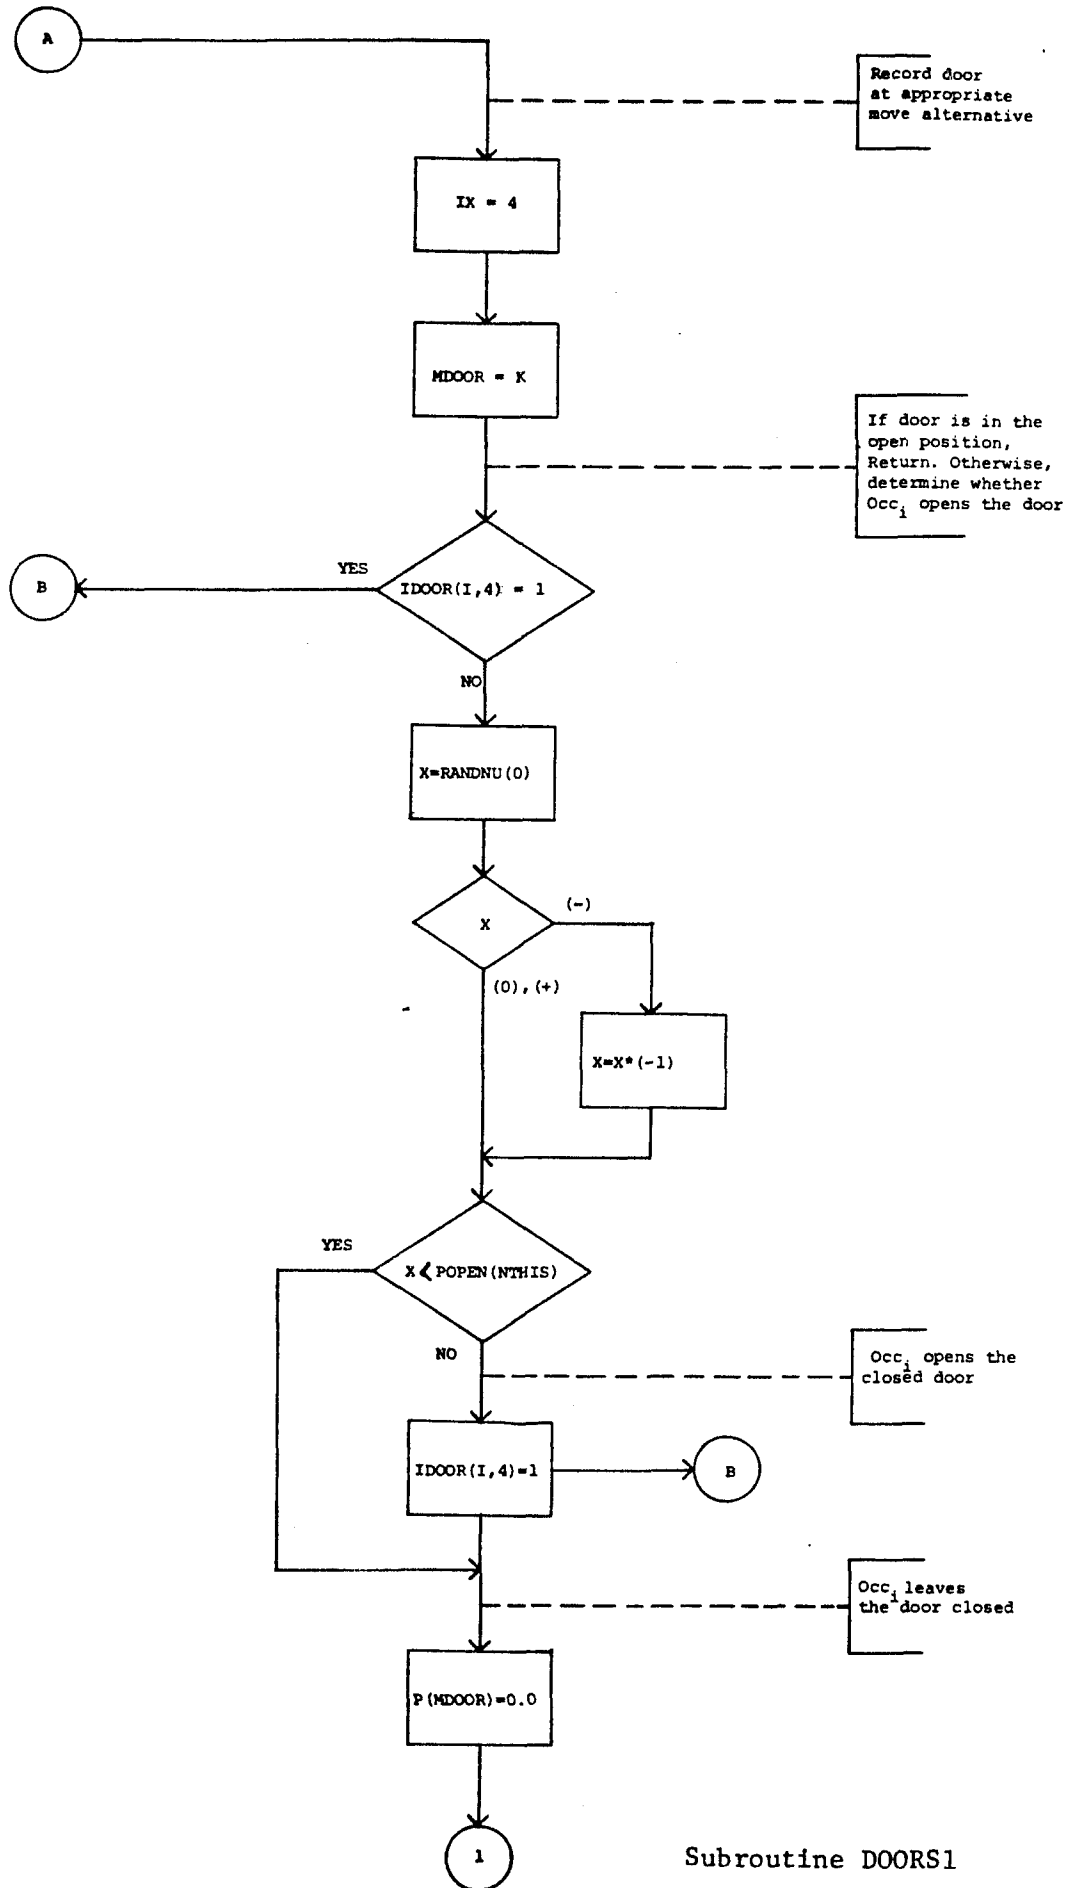 A
Record door
at appropriate
move alternative
IX = 4
MDOOR = K
If door is in the
open position,
Return. Otherwise,
determine whether
Occi opens the door
YES
B
IDOOR(I,4) = 1
NO
X=RANDNU(0)
X
(-)
(0),(+)
X=X*(-1)
YES
X<POPEN(NTHIS)
NO
Occi opens the
closed door
IDOOR(I,4)=1
B
Occi leaves
the door closed
P(MDOOR)=0.0
1
Subroutine DOORS1